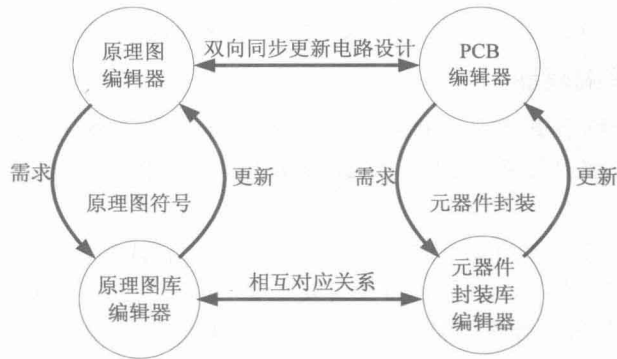 原理图
编辑器
双向同步更新电路设计
PCB
编辑器
需求
原理图符号
更新
需求
元器件封装
更新
原理图库
编辑器
相互对应关系
元器件
封装库
编辑器